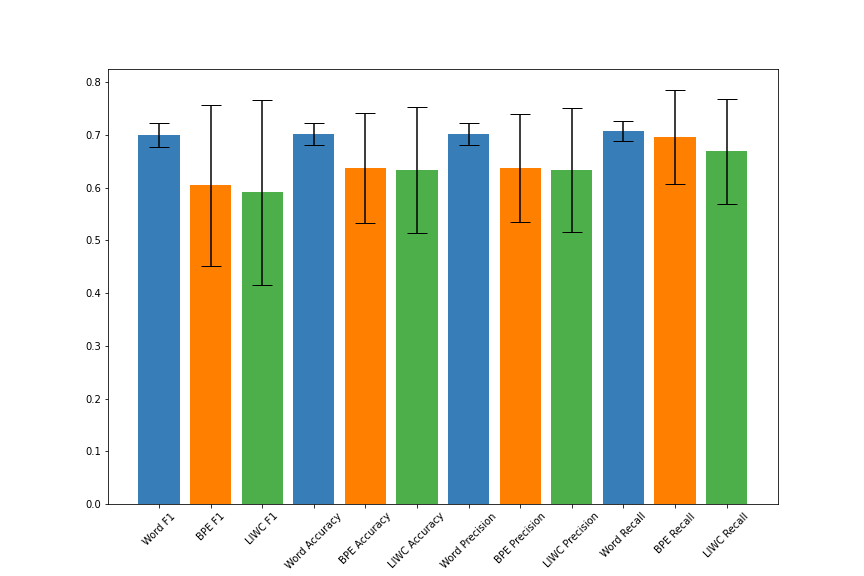 0.8
0.7
0.6
0.5
0.4
0.3
0.2
0.1
0.0
Word F1
BPE F1
LIWC F1
Word Accuracy
BPE Accuracy
LIWC Accuracy
Word Precision
BPE Precision
LIWC Precision
Word Recall
BPE Recall
LIWC Recall